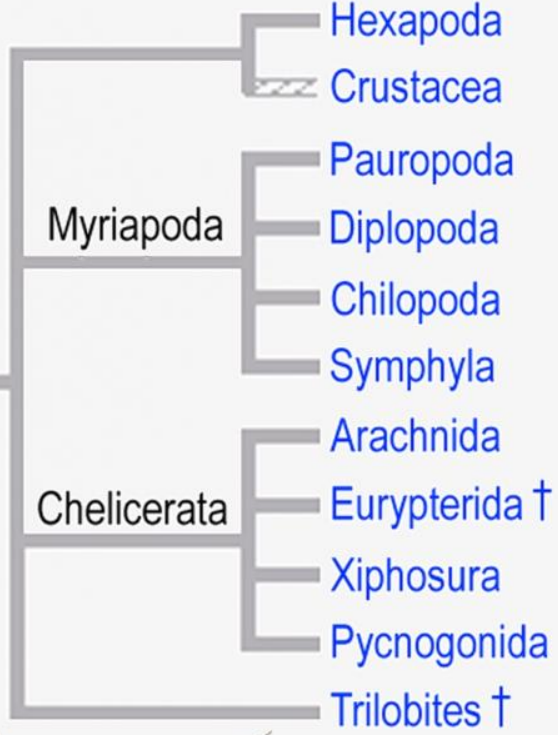 Hexapoda
Crustacea
Pauropoda
Myriapoda
Diplopoda
Chilopoda
Symphyla
Arachnida
Chelicerata
Eurypterida †
Xiphosura
Pycnogonida
Trilobites †